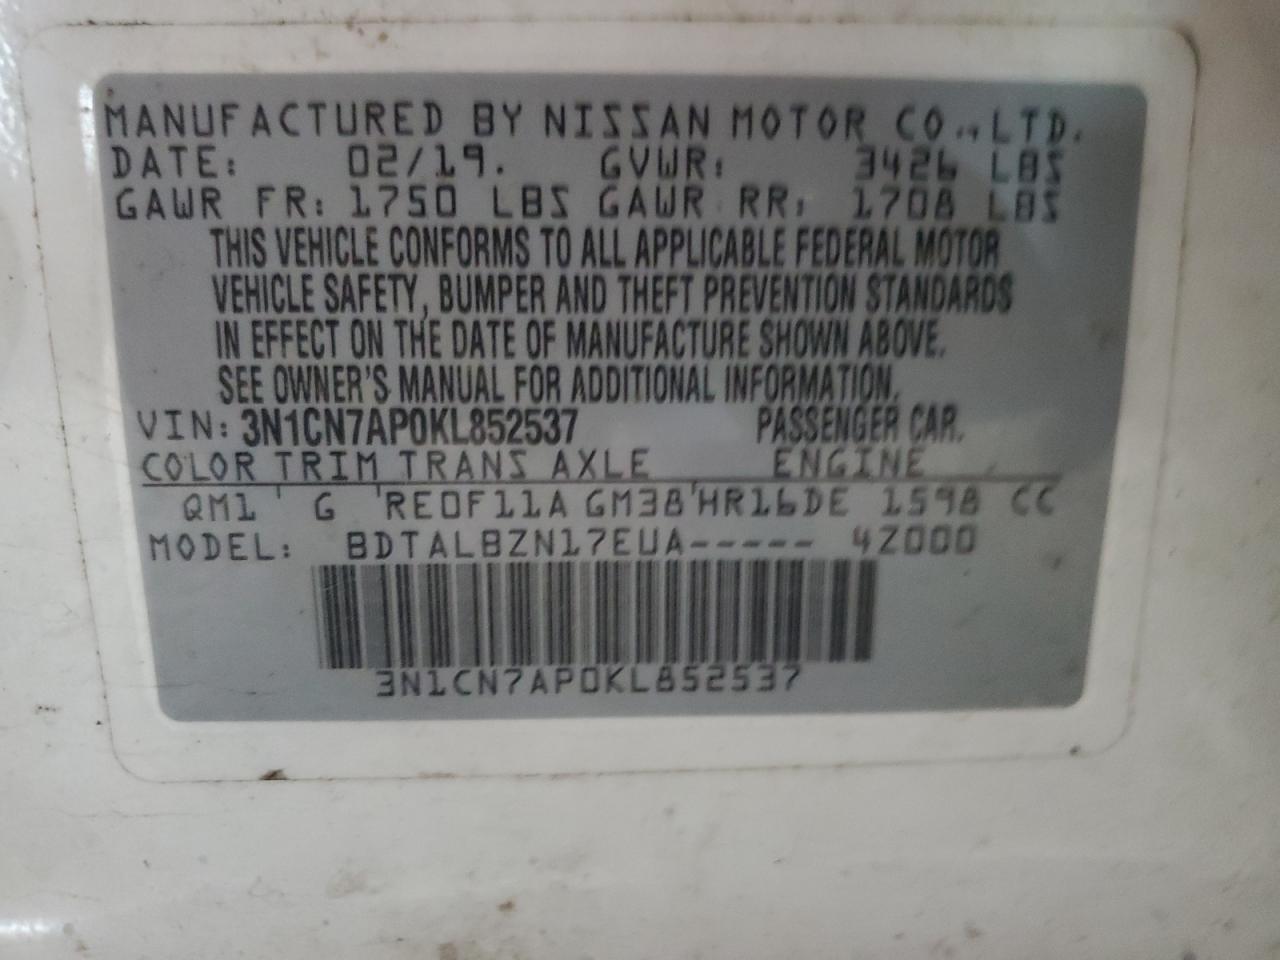 MANUFACTURED BY NISSAN MOTOR CO., LTD.
DATE: 02/19. GVWR: 3426 LBS
GAWR FR: 1750 LBS GAWR RR: 1708 LBS
THIS VEHICLE CONFORMS TO ALL APPLICABLE FEDERAL MOTOR
VEHICLE SAFETY, BUMPER AND THEFT PREVENTION STANDARDS
IN EFFECT ON THE DATE OF MANUFACTURE SHOWN ABOVE.
SEE OWNER'S MANUAL FOR ADDITIONAL INFORMATION.
VIN: 3N1CN7AP0KL852537 PASSENGER CAR.
COLOR TRIM TRANS AXLE ENGINE
QM1 G RE0F11A GM38 HR16DE 1598 CC
MODEL: BDTALBZN17EUA----- 4Z000
3N1CN7AP0KL852537